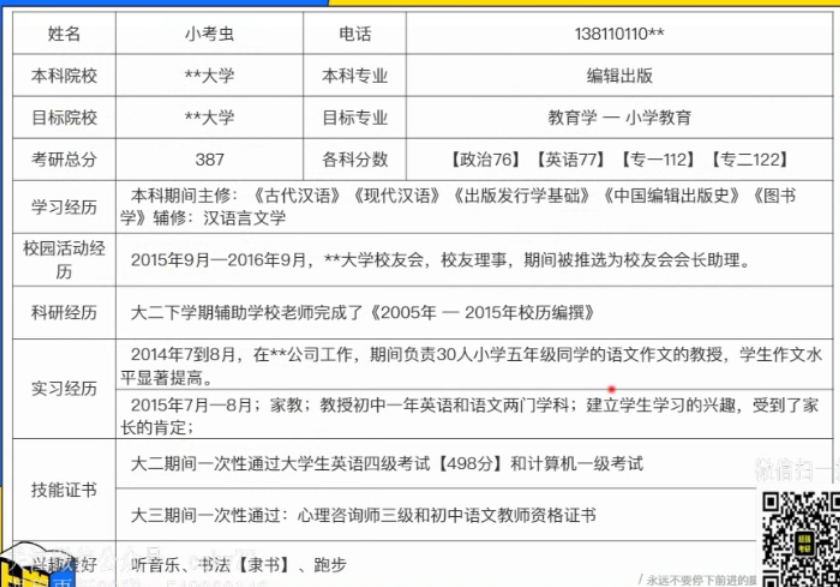 姓名 小考虫 电话 138110110**
本科院校 **大学 本科专业 编辑出版
目标院校 **大学 目标专业 教育学 — 小学教育
考研总分 387 各科分数 【政治76】【英语77】【专一112】【专二122】
学习经历
本科期间主修：《古代汉语》《现代汉语》《出版发行学基础》《中国编辑出版史》《图书
学》辅修：汉语言文学
校园活动经
历
2015年9月—2016年9月，**大学校友会，校友理事，期间被推选为校友会会长助理。
科研经历 大二下学期辅助学校老师完成了《2005年 — 2015年校历编撰》
实习经历
2014年7到8月，在**公司工作，期间负责30人小学五年级同学的语文作文的教授，学生作文水
平显著提高。
2015年7月—8月；家教；教授初中一年英语和语文两门学科；建立学生学习的兴趣，受到了家
长的肯定；
技能证书
大二期间一次性通过大学生英语四级考试【498分】和计算机一级考试
大三期间一次性通过：心理咨询师三级和初中语文教师资格证书
兴趣爱好 听音乐、书法【隶书】、跑步
微信扫一
/ 永远不要停下前进的